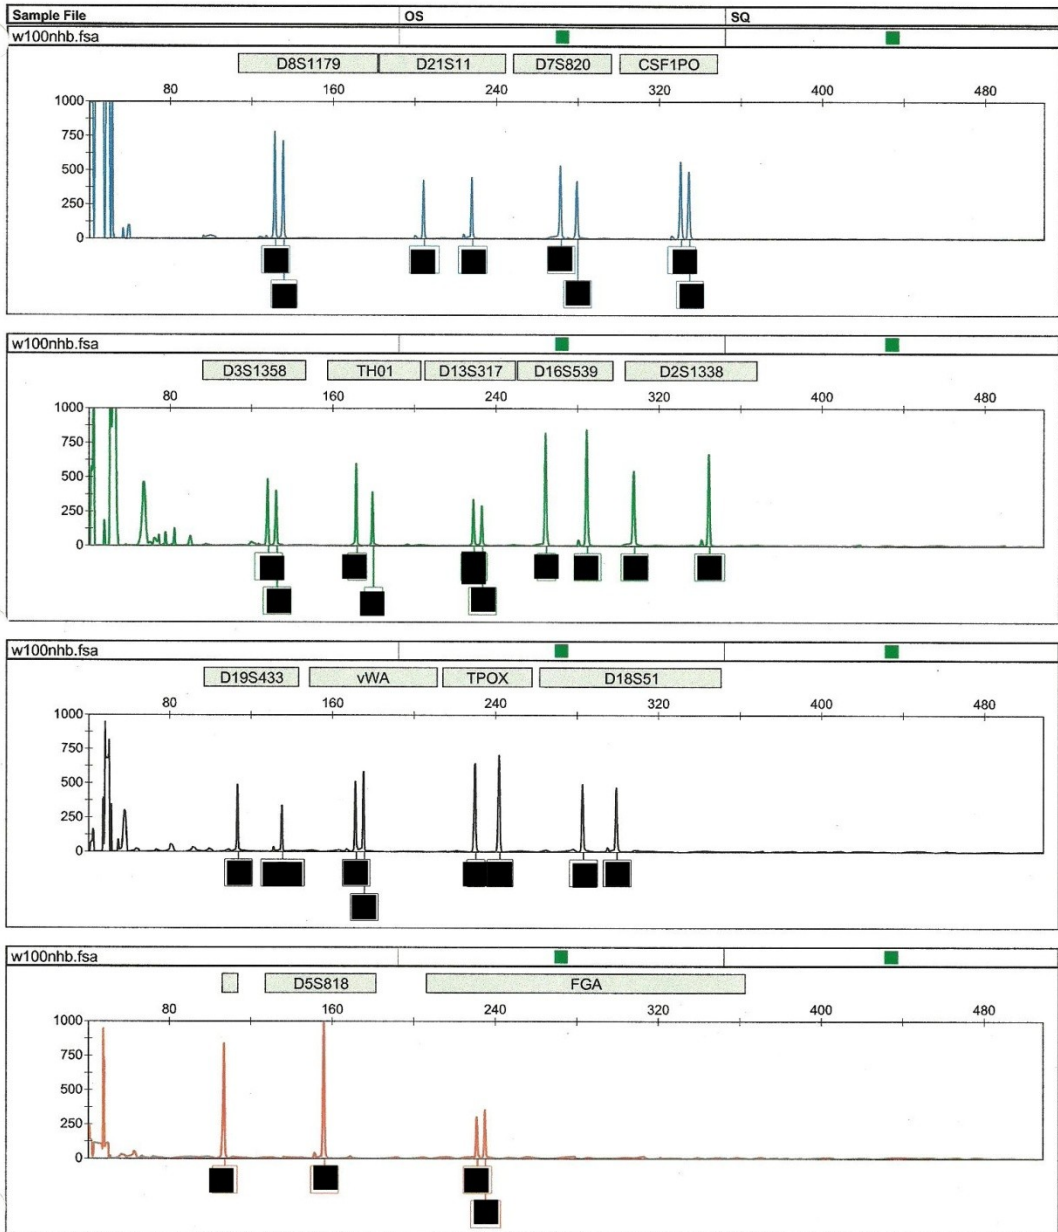 Sample File OS SQ
w100nhb.fsa
D8S1179 D21S11 D7S820 CSF1PO
80 160 240 320 400 480
1000
750
500
250
0
w100nhb.fsa
D3S1358 TH01 D13S317 D16S539 D2S1338
80 160 240 320 400 480
1000
750
500
250
0
w100nhb.fsa
D19S433 vWA TPOX D18S51
80 160 240 320 400 480
1000
750
500
250
0
w100nhb.fsa
D5S818 FGA
80 160 240 320 400 480
1000
750
500
250
0